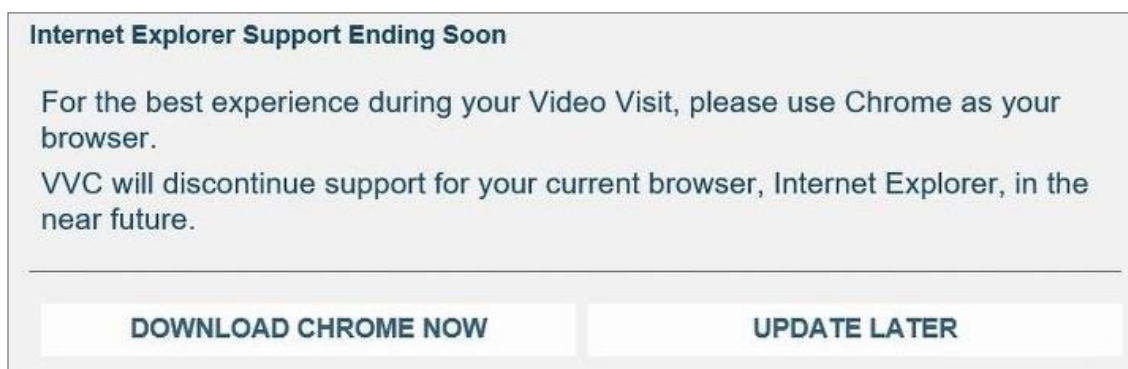 Internet Explorer Support Ending Soon
For the best experience during your Video Visit, please use Chrome as your
browser.
VVC will discontinue support for your current browser, Internet Explorer, in the
near future.
DOWNLOAD CHROME NOW
UPDATE LATER